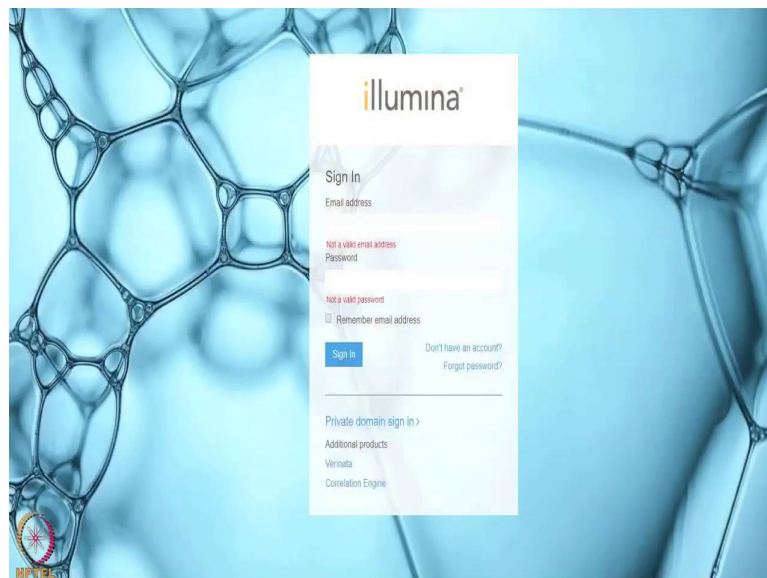 illumina®
Sign In
Email address
Not a valid email address
Password
Not a valid password
Remember email address
Sign In
Don't have an account?
Forgot password?
Private domain sign in >
Additional products
Verinata
Correlation Engine
NPTEL